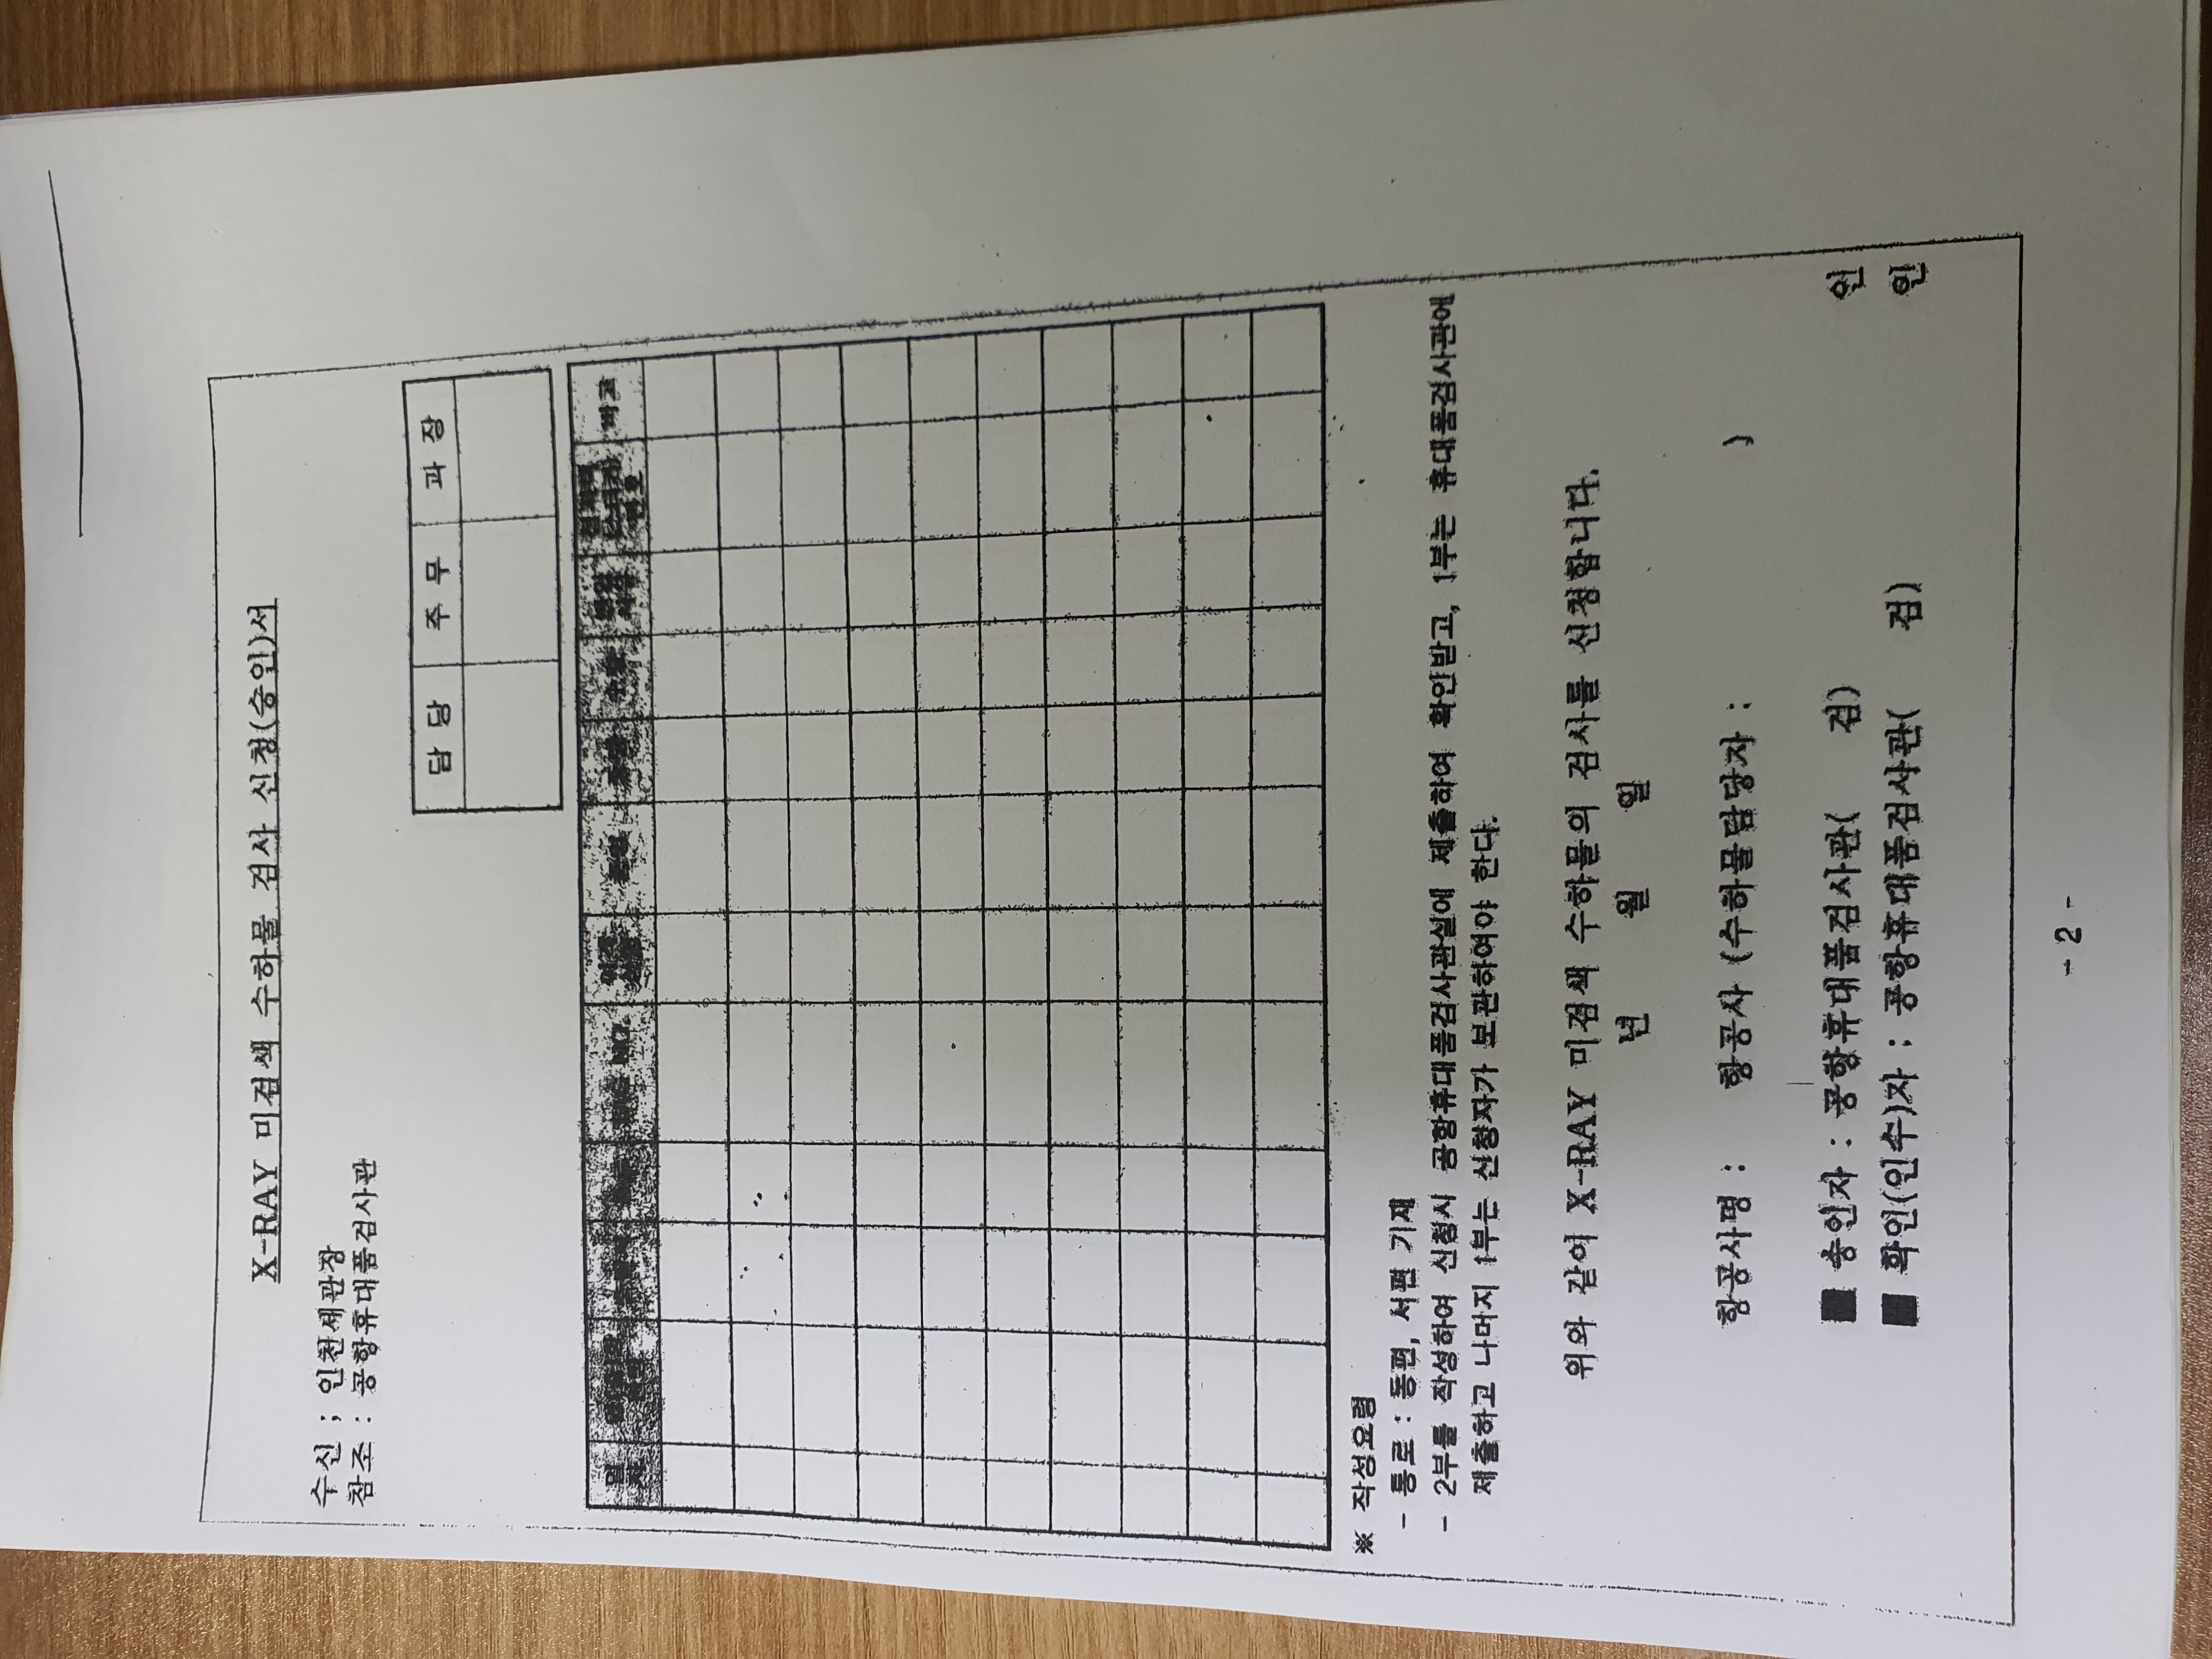 X-RAY 미검색 수하물 검사 신청(승인)서
수신 ; 인천세관장
참조 : 공항휴대품검사관
담 당 주 무 과 장
일자 TAG NO. 수량 번호 비고
※ 작성요령
- 통로 : 동편, 서편 기재
- 2부를 작성하여 신청시 공항휴대품검사관실에 제출하여 확인받고, 1부는 휴대품검사관에
제출하고 나머지 1부는 신청자가 보관하여야 한다.
위와 같이 X-RAY 미검색 수하물의 검사를 신청합니다.
년 월 일
항공사명 : 항공사 (수하물담당자 : )
■ 승인자 : 공항휴대품검사관( 검) 인
■ 확인(인수)자 : 공항휴대품검사관( 검) 인
- 2 -